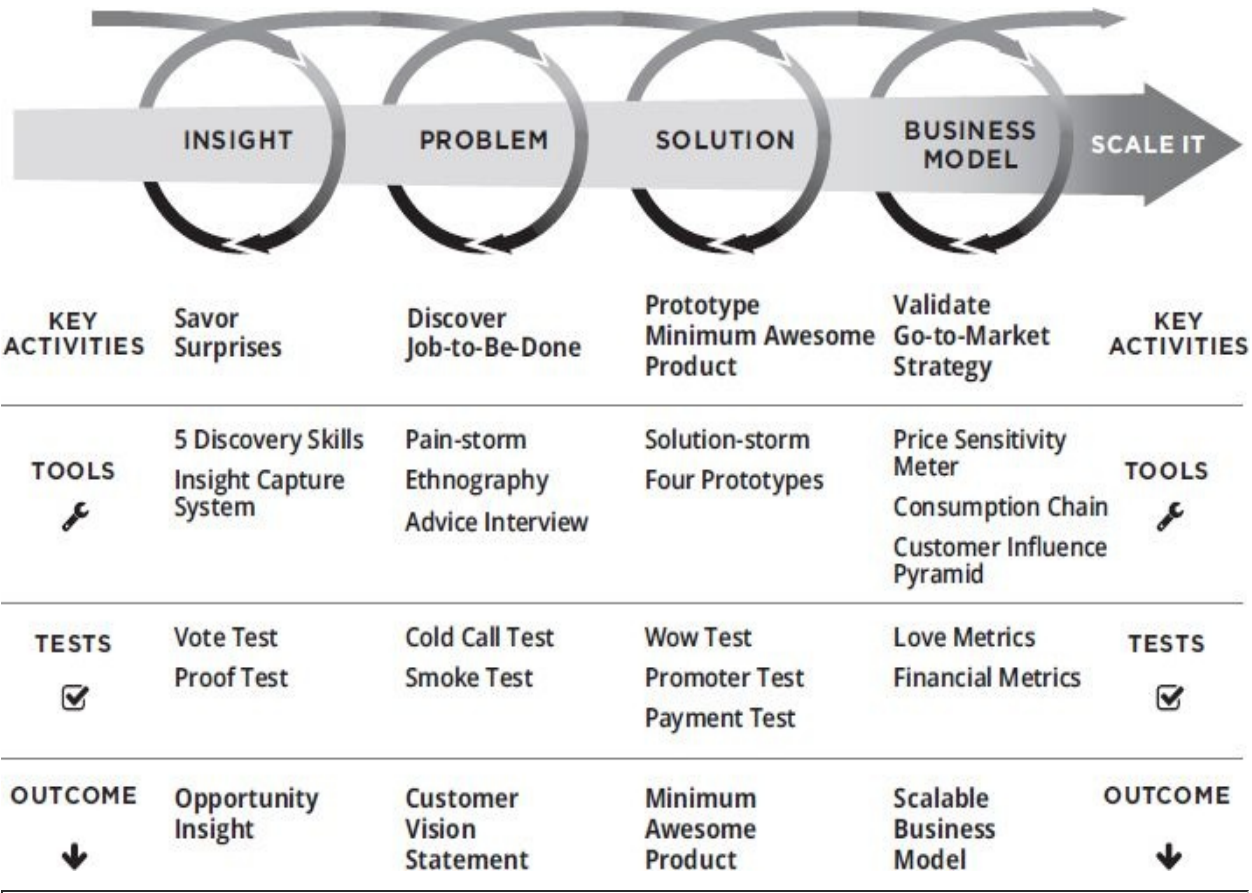 INSIGHT
PROBLEM
SOLUTION
BUSINESS
MODEL
SCALE IT
KEY
ACTIVITIES
Savor
Surprises
Discover
Job-to-Be-Done
Prototype
Minimum Awesome
Product
Validate
Go-to-Market
Strategy
KEY
ACTIVITIES
TOOLS
5 Discovery Skills
Insight Capture
System
Pain-storm
Ethnography
Advice Interview
Solution-storm
Four Prototypes
Price Sensitivity
Meter
Consumption Chain
Customer Influence
Pyramid
TOOLS
TESTS
Vote Test
Proof Test
Cold Call Test
Smoke Test
Wow Test
Promoter Test
Payment Test
Love Metrics
Financial Metrics
TESTS
OUTCOME
Opportunity
Insight
Customer
Vision
Statement
Minimum
Awesome
Product
Scalable
Business
Model
OUTCOME